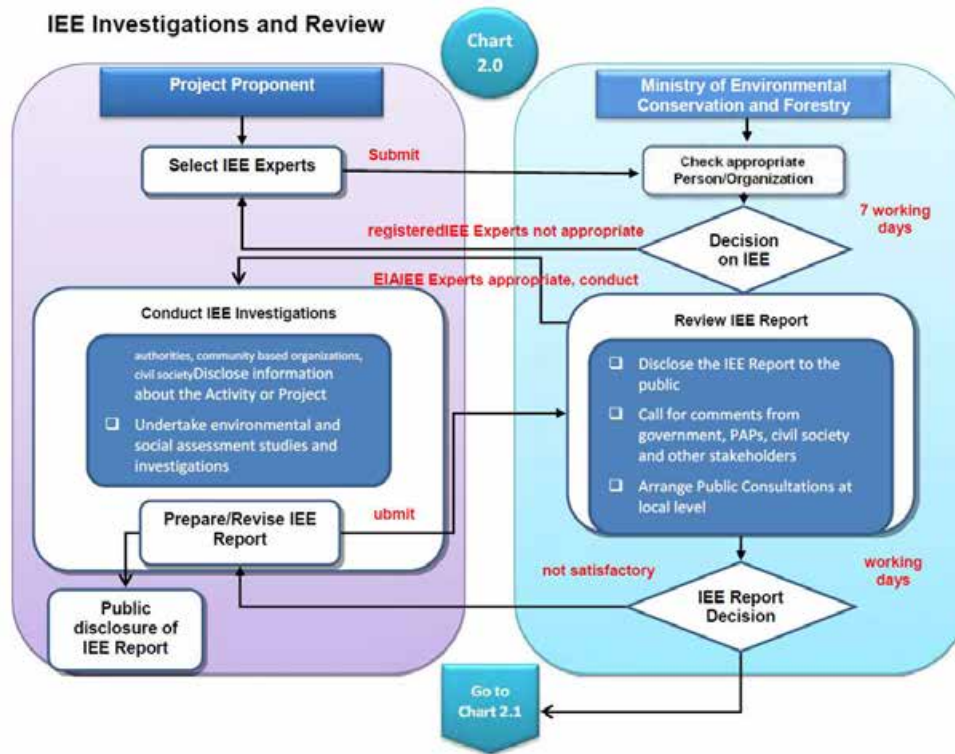 IEE Investigations and Review
Chart
2.0
Project Proponent
Ministry of Environmental
Conservation and Forestry
Select IEE Experts
Submit
Check appropriate
Person/Organization
7 working
days
registeredIEE Experts not appropriate
Decision
on IEE
EIAIEE Experts appropriate, conduct
Conduct IEE Investigations
authorities, community based organizations,
civil societyDisclose information
about the Activity or Project
❑ Undertake environmental and
social assessment studies and
investigations
Prepare/Revise IEE
Report
ubmit
Public
disclosure of
IEE Report
Review IEE Report
❑ Disclose the IEE Report to the
public
❑ Call for comments from
government, PAPs, civil society
and other stakeholders
❑ Arrange Public Consultations at
local level
not satisfactory
working
days
IEE Report
Decision
Go to
Chart 2.1